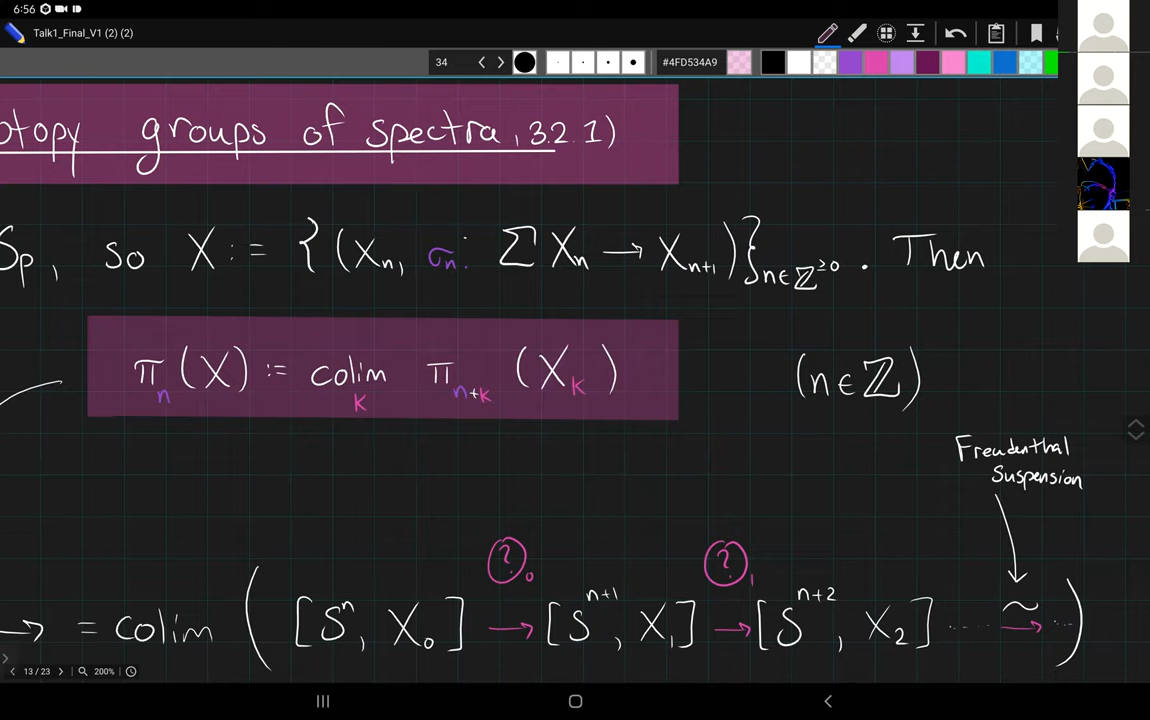 6:56
Talk1_Final_V1 (2) (2)
34
#4FD534A9
otopy groups of spectra, 3.2.1)
Sp, so X := { (Xₙ, σₙ: ΣXₙ → Xₙ₊₁) }ₙ∈ℤ≥0 . Then
πₙ(X) := colimₖ πₙ₊ₖ (Xₖ) (n∈ℤ)
Freudenthal
Suspension
?₀ ?₁
→ = colim ( [Sⁿ, X₀] → [Sⁿ⁺¹, X₁] → [Sⁿ⁺², X₂] ..... ⥲ ... )
13 / 23 200%